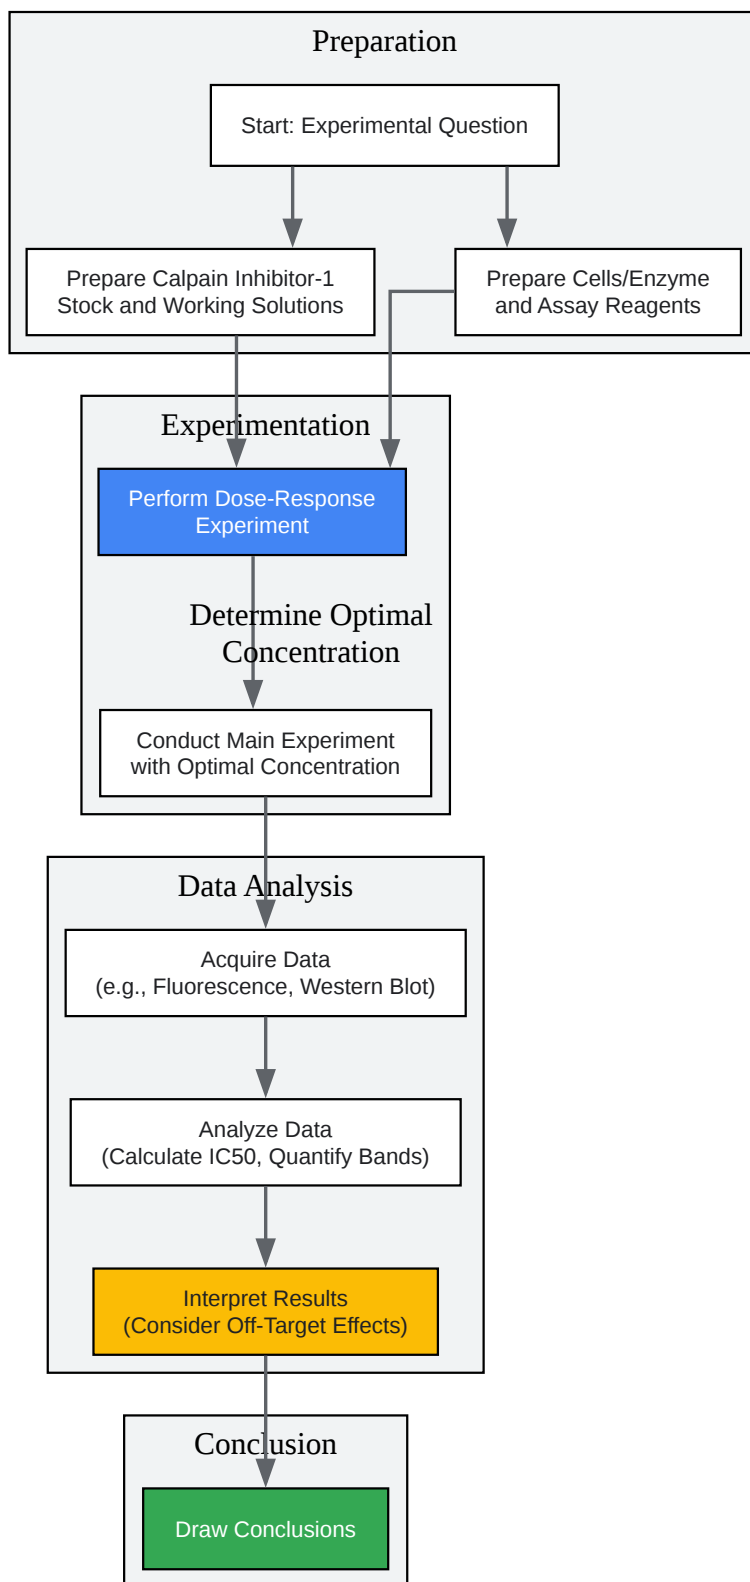 Preparation
Start: Experimental Question
Prepare Calpain Inhibitor-1
Stock and Working Solutions
Prepare Cells/Enzyme
and Assay Reagents
Experimentation
Perform Dose-Response
Experiment
Determine Optimal
Concentration
Conduct Main Experiment
with Optimal Concentration
Data Analysis
Acquire Data
(e.g., Fluorescence, Western Blot)
Analyze Data
(Calculate IC50, Quantify Bands)
Interpret Results
(Consider Off-Target Effects)
Conclusion
Draw Conclusions